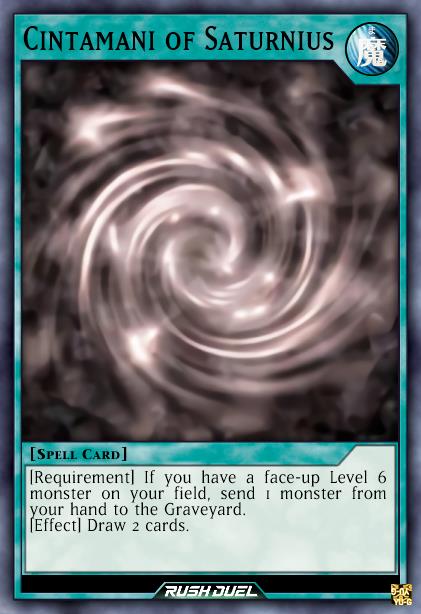 Cintamani of Saturnius
ま
魔
[Spell Card]
[Requirement] If you have a face-up Level 6
monster on your field, send 1 monster from
your hand to the Graveyard.
[Effect] Draw 2 cards.
RUSH DUEL